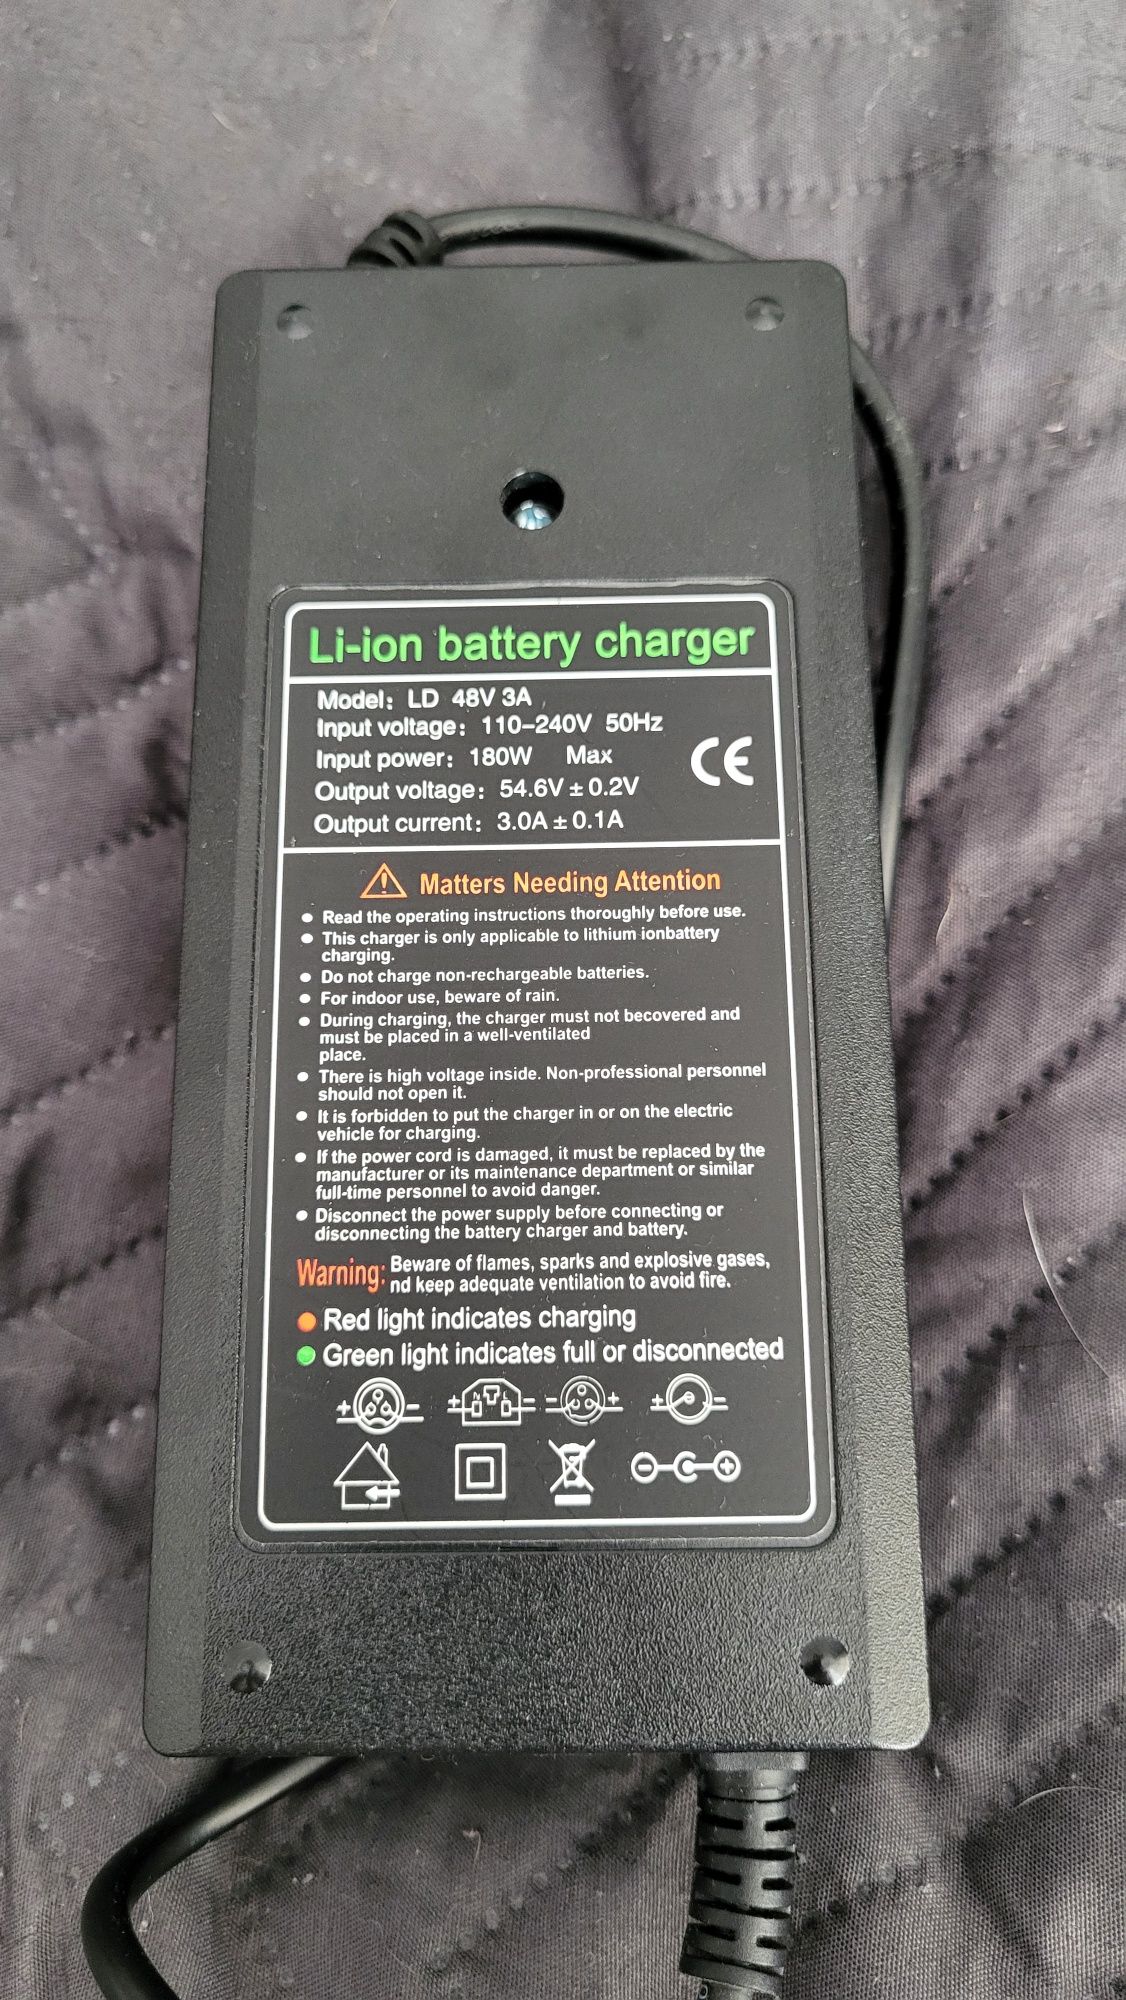 Li-ion battery charger
Model: LD 48V 3A
Input voltage: 110-240V 50Hz
Input power: 180W Max
CE
Output voltage: 54.6V ± 0.2V
Output current: 3.0A ± 0.1A
Matters Needing Attention
● Read the operating instructions thoroughly before use.
● This charger is only applicable to lithium ionbattery
charging.
● Do not charge non-rechargeable batteries.
● For indoor use, beware of rain.
● During charging, the charger must not becovered and
must be placed in a well-ventilated
place.
● There is high voltage inside. Non-professional personnel
should not open it.
● It is forbidden to put the charger in or on the electric
vehicle for charging.
● If the power cord is damaged, it must be replaced by the
manufacturer or its maintenance department or similar
full-time personnel to avoid danger.
● Disconnect the power supply before connecting or
disconnecting the battery charger and battery.
Warning: Beware of flames, sparks and explosive gases,
nd keep adequate ventilation to avoid fire.
● Red light indicates charging
● Green light indicates full or disconnected
N L